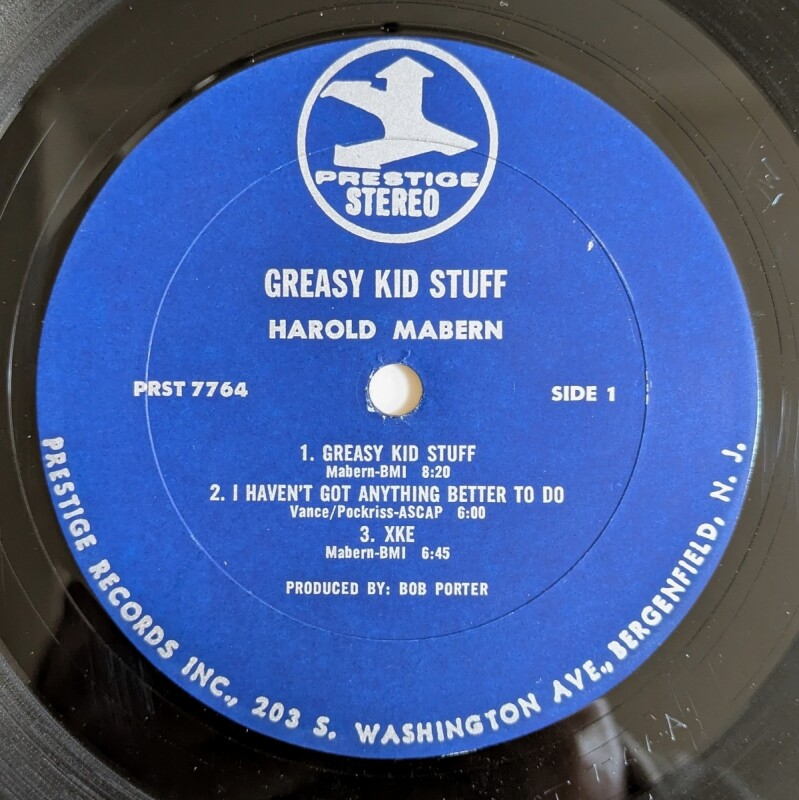 PRESTIGE
STEREO
GREASY KID STUFF
HAROLD MABERN
PRST 7764
SIDE 1
1. GREASY KID STUFF
Mabern-BMI 8:20
2. I HAVEN'T GOT ANYTHING BETTER TO DO
Vance/Pockriss-ASCAP 6:00
3. XKE
Mabern-BMI 6:45
PRODUCED BY: BOB PORTER
PRESTIGE RECORDS INC., 203 S. WASHINGTON AVE., BERGENFIELD, N. J.